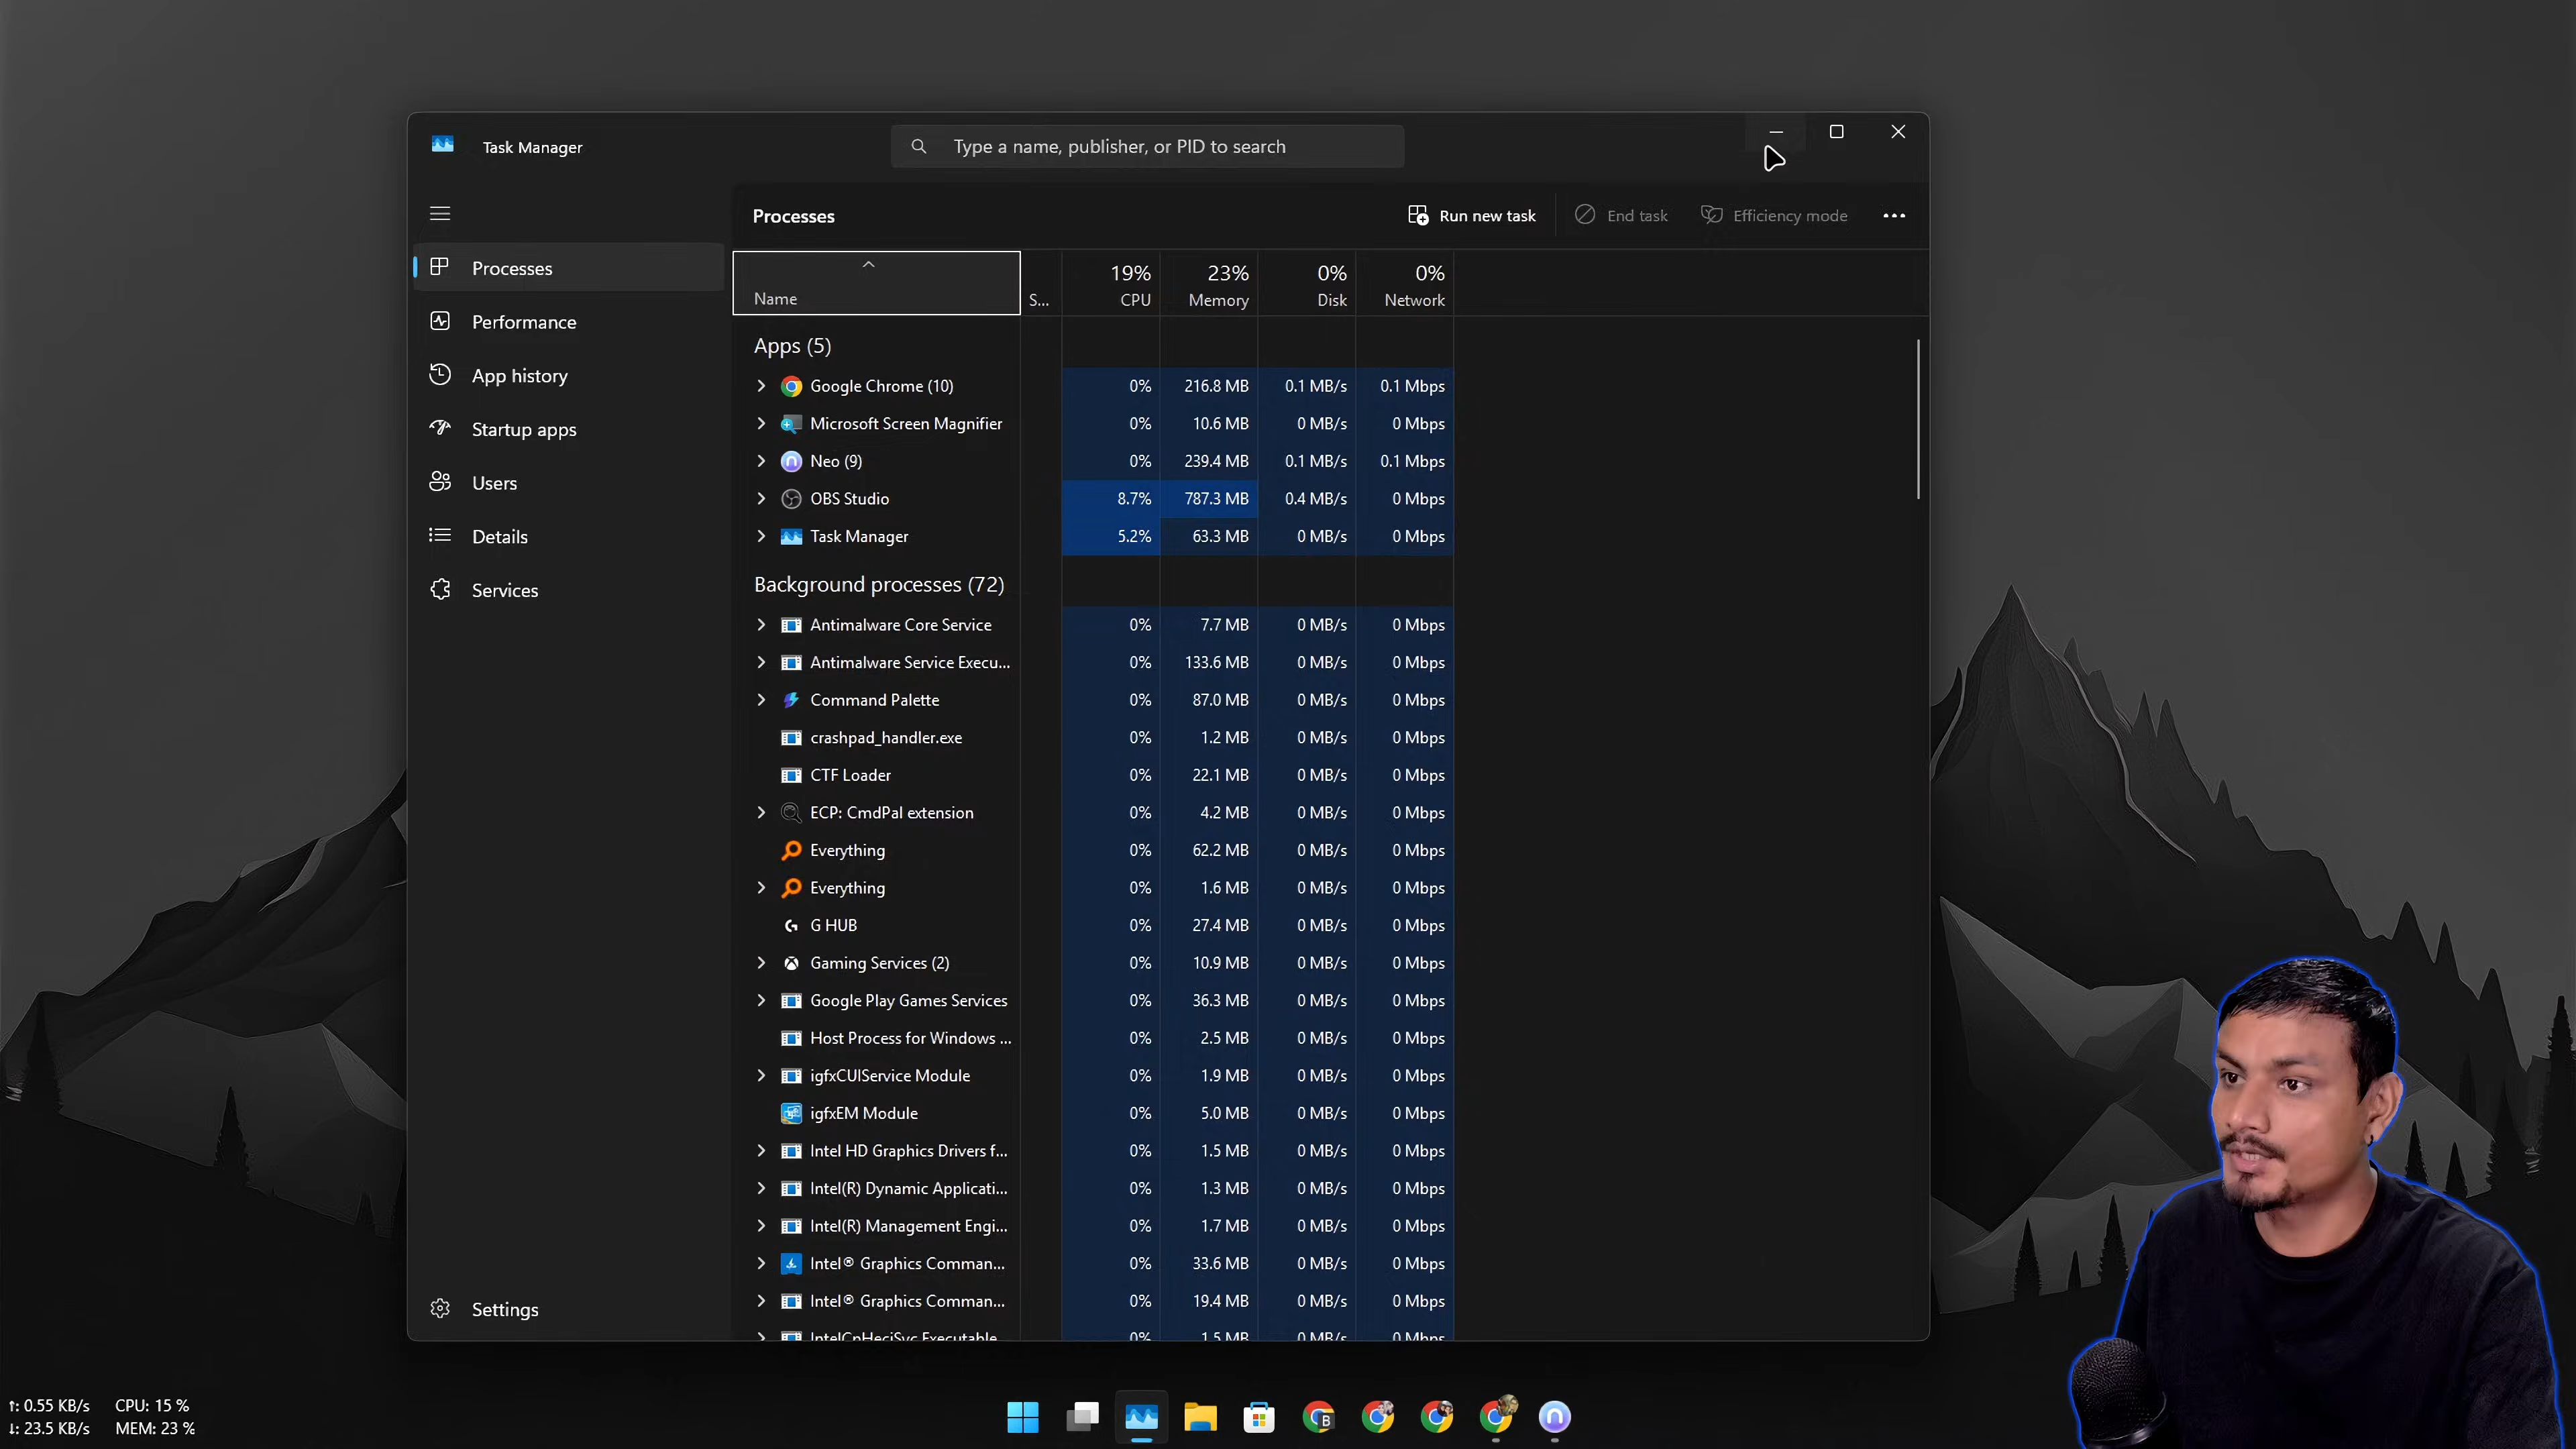 Task Manager
Type a name, publisher, or PID to search
Processes
Run new task
End task
Efficiency mode
Processes
Performance
App history
Startup apps
Users
Details
Services
Settings
Name
S...
19% 23% 0% 0%
CPU Memory Disk Network
Apps (5)
Google Chrome (10) 0% 216.8 MB 0.1 MB/s 0.1 Mbps
Microsoft Screen Magnifier 0% 10.6 MB 0 MB/s 0 Mbps
Neo (9) 0% 239.4 MB 0.1 MB/s 0.1 Mbps
OBS Studio 8.7% 787.3 MB 0.4 MB/s 0 Mbps
Task Manager 5.2% 63.3 MB 0 MB/s 0 Mbps
Background processes (72)
Antimalware Core Service 0% 7.7 MB 0 MB/s 0 Mbps
Antimalware Service Execu... 0% 133.6 MB 0 MB/s 0 Mbps
Command Palette 0% 87.0 MB 0 MB/s 0 Mbps
crashpad_handler.exe 0% 1.2 MB 0 MB/s 0 Mbps
CTF Loader 0% 22.1 MB 0 MB/s 0 Mbps
ECP: CmdPal extension 0% 4.2 MB 0 MB/s 0 Mbps
Everything 0% 62.2 MB 0 MB/s 0 Mbps
Everything 0% 1.6 MB 0 MB/s 0 Mbps
G HUB 0% 27.4 MB 0 MB/s 0 Mbps
Gaming Services (2) 0% 10.9 MB 0 MB/s 0 Mbps
Google Play Games Services 0% 36.3 MB 0 MB/s 0 Mbps
Host Process for Windows ... 0% 2.5 MB 0 MB/s 0 Mbps
igfxCUIService Module 0% 1.9 MB 0 MB/s 0 Mbps
igfxEM Module 0% 5.0 MB 0 MB/s 0 Mbps
Intel HD Graphics Drivers f... 0% 1.5 MB 0 MB/s 0 Mbps
Intel(R) Dynamic Applicati... 0% 1.3 MB 0 MB/s 0 Mbps
Intel(R) Management Engi... 0% 1.7 MB 0 MB/s 0 Mbps
Intel® Graphics Comman... 0% 33.6 MB 0 MB/s 0 Mbps
Intel® Graphics Comman... 0% 19.4 MB 0 MB/s 0 Mbps
IntelCpHeciSvc Executable 0% 1.5 MB 0 MB/s 0 Mbps
↑: 0.55 KB/s CPU: 15 %
↓: 23.5 KB/s MEM: 23 %
B